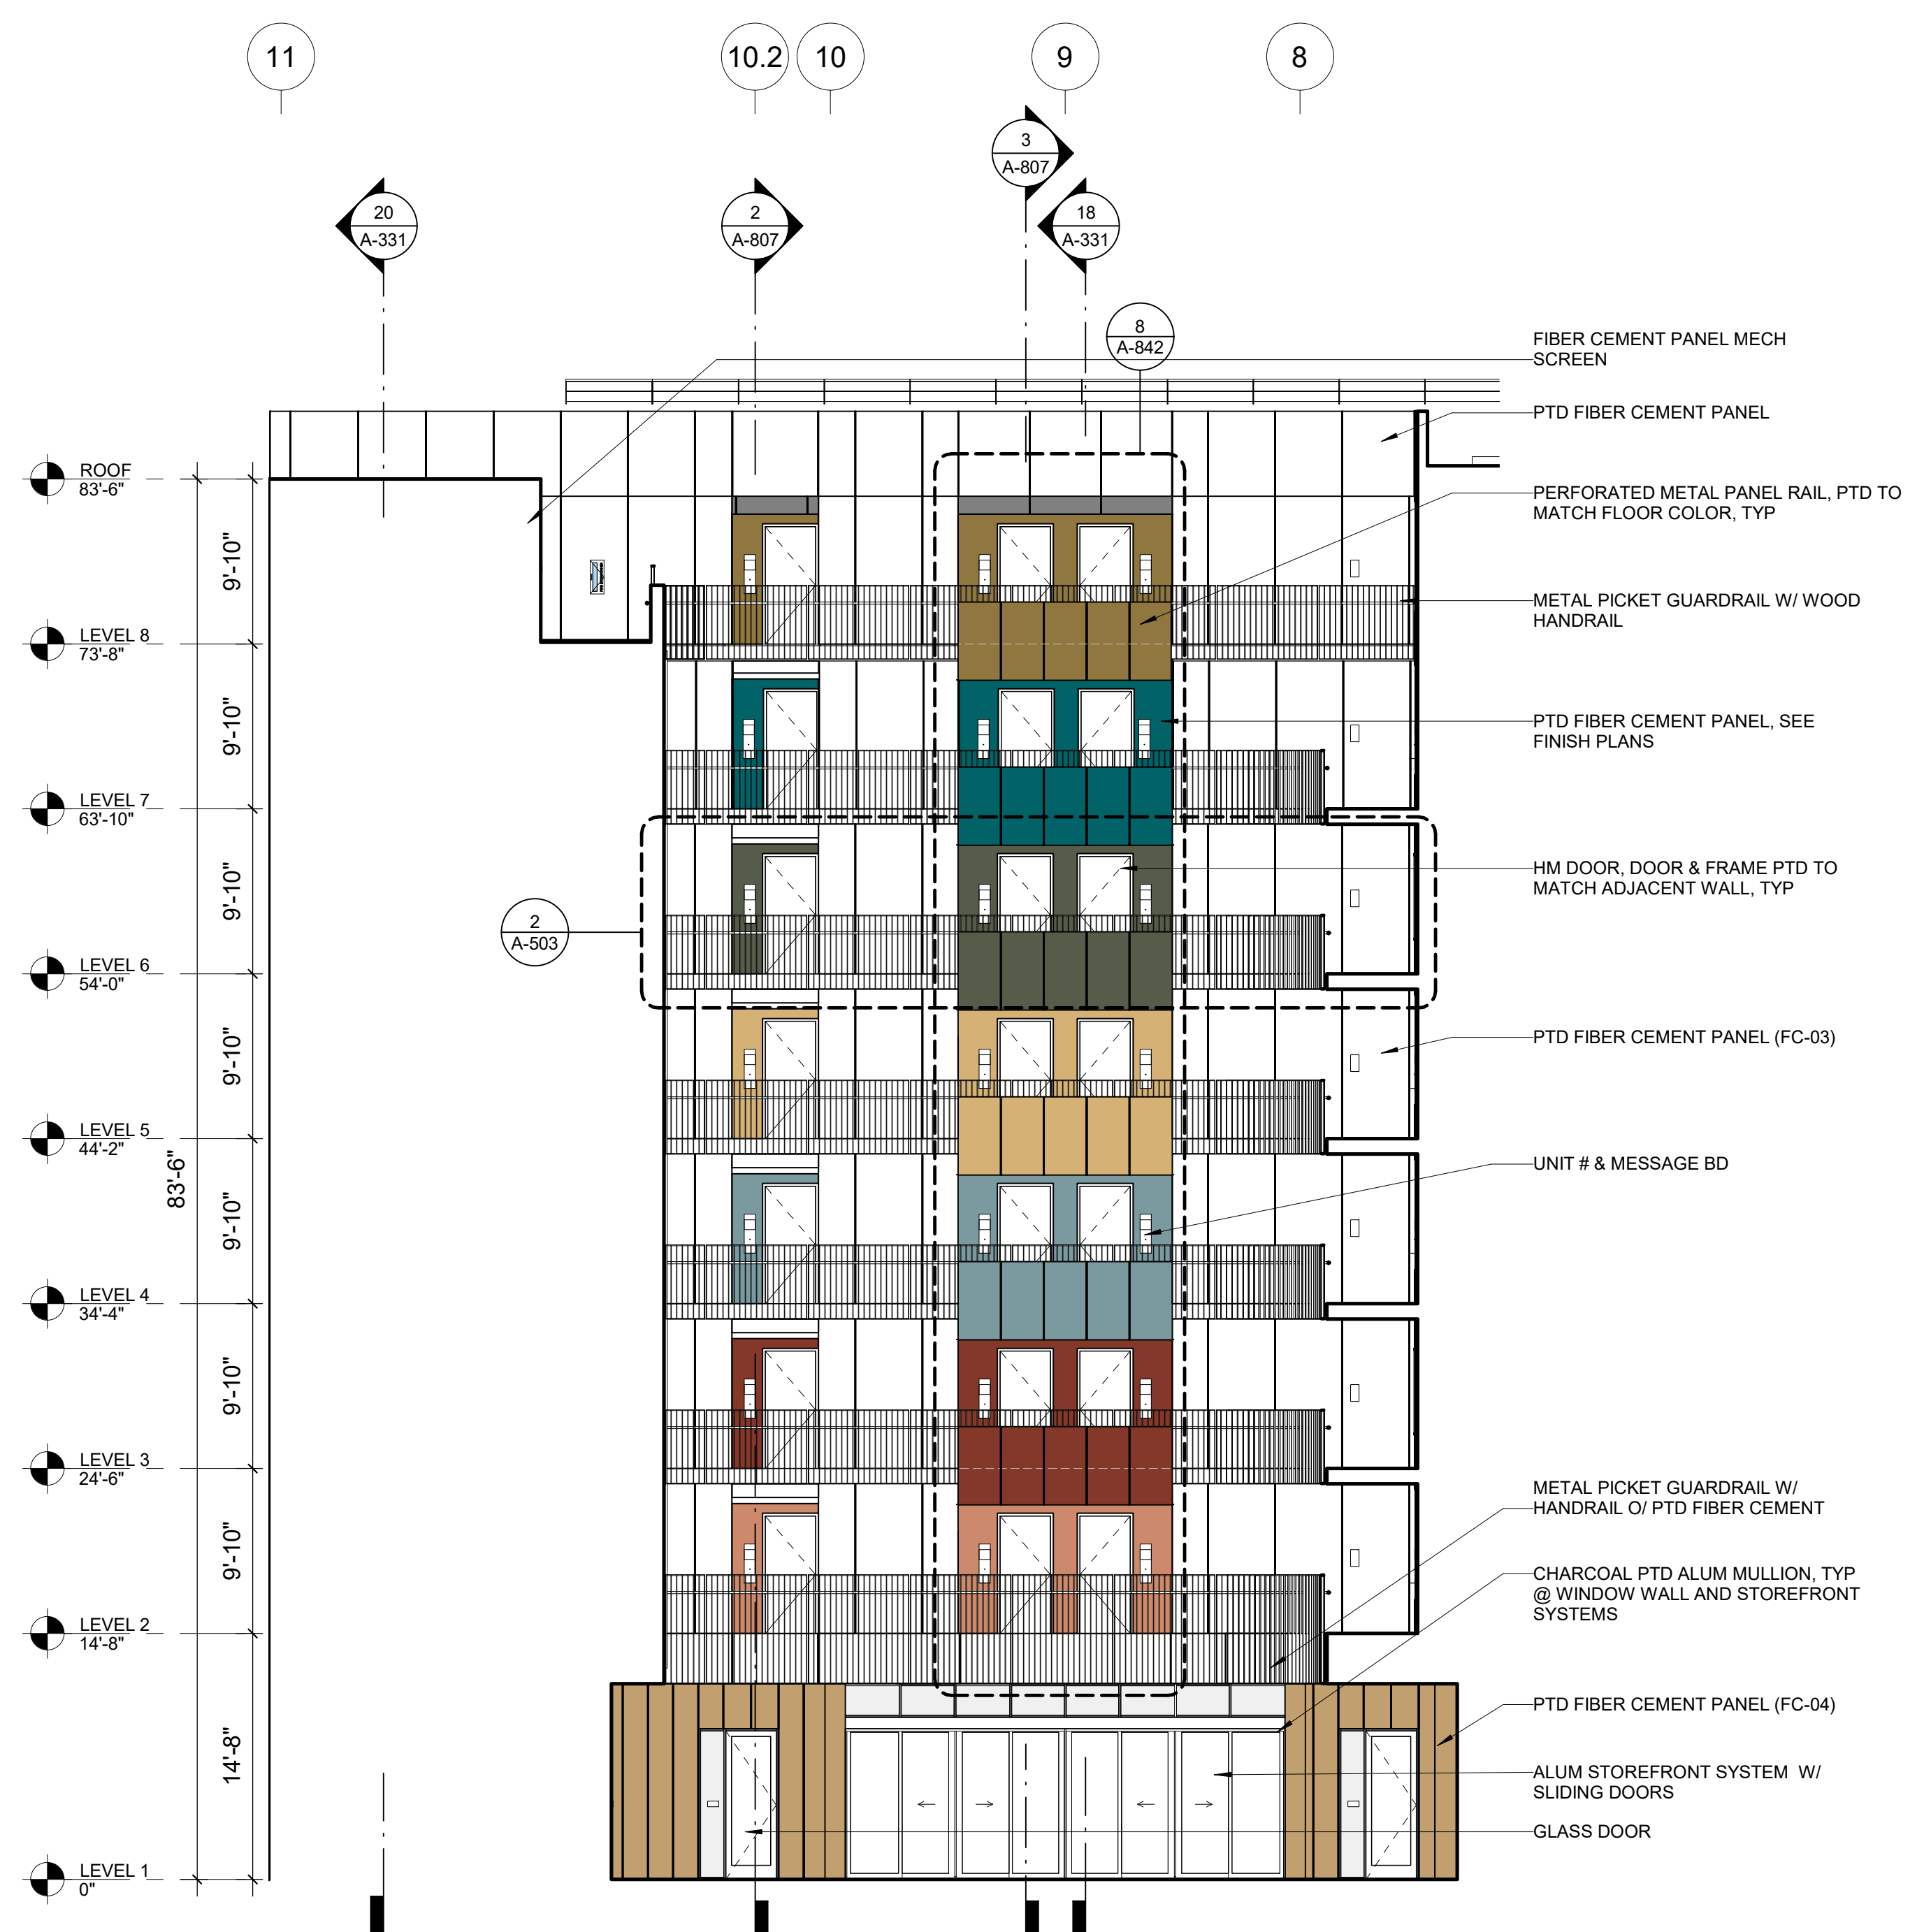 11
10.2
10
9
8
3
A-807
20
A-331
2
A-807
18
A-331
8
A-842
FIBER CEMENT PANEL MECH
SCREEN
PTD FIBER CEMENT PANEL
ROOF
83'-6"
PERFORATED METAL PANEL RAIL, PTD TO
MATCH FLOOR COLOR, TYP
9'-10"
METAL PICKET GUARDRAIL W/ WOOD
HANDRAIL
LEVEL 8
73'-8"
9'-10"
PTD FIBER CEMENT PANEL, SEE
FINISH PLANS
LEVEL 7
63'-10"
9'-10"
HM DOOR, DOOR & FRAME PTD TO
MATCH ADJACENT WALL, TYP
2
A-503
LEVEL 6
54'-0"
9'-10"
PTD FIBER CEMENT PANEL (FC-03)
LEVEL 5
44'-2"
83'-6"
9'-10"
UNIT # & MESSAGE BD
LEVEL 4
34'-4"
9'-10"
LEVEL 3
24'-6"
METAL PICKET GUARDRAIL W/
HANDRAIL O/ PTD FIBER CEMENT
9'-10"
CHARCOAL PTD ALUM MULLION, TYP
@ WINDOW WALL AND STOREFRONT
SYSTEMS
LEVEL 2
14'-8"
PTD FIBER CEMENT PANEL (FC-04)
14'-8"
ALUM STOREFRONT SYSTEM W/
SLIDING DOORS
GLASS DOOR
LEVEL 1
0"